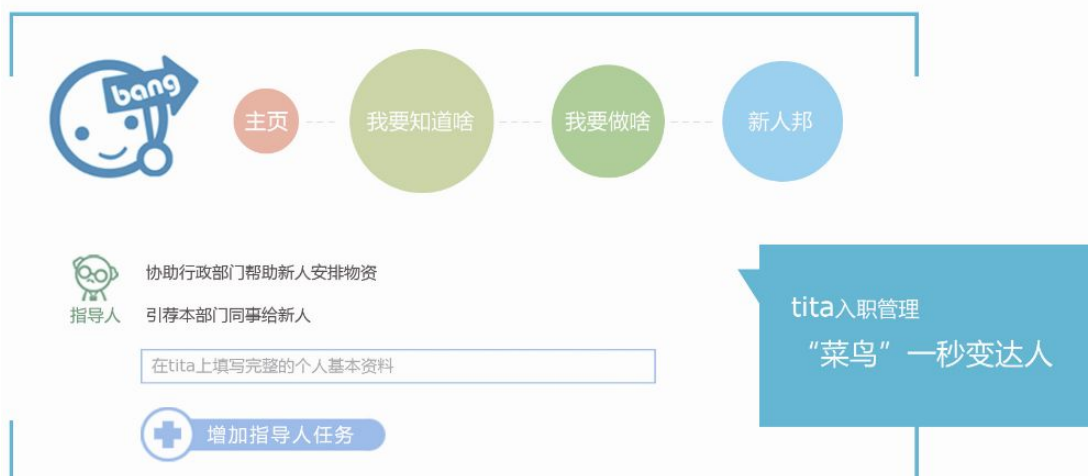 bang
主页
我要知道啥
我要做啥
新人邦
协助行政部门帮助新人安排物资
指导人
引荐本部门同事给新人
在tita上填写完整的个人基本资料
增加指导人任务
tita入职管理
“菜鸟”一秒变达人